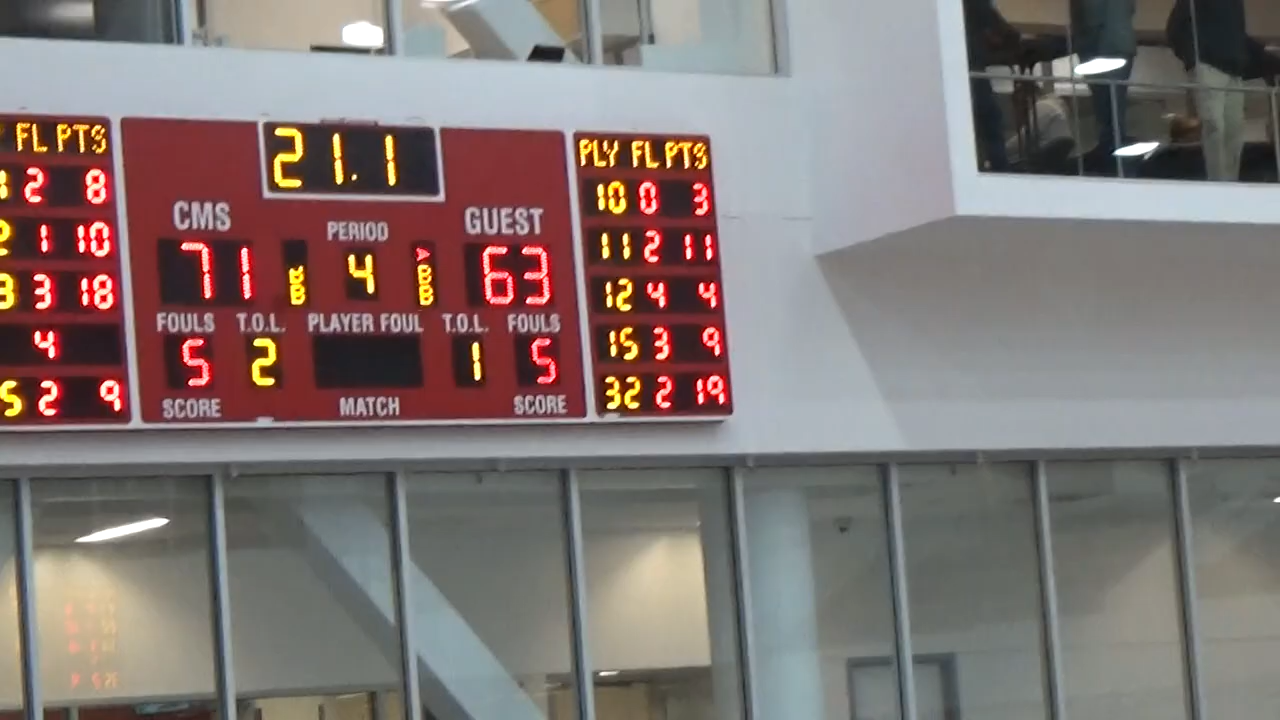 FL PTS
2 8
1 10
3 18
4
5 2 9
21.1
CMS
PERIOD
GUEST
71
4
63
FOULS T.O.L. PLAYER FOUL T.O.L. FOULS
5 2 1 5
SCORE MATCH SCORE
PLY FL PTS
10 0 3
11 2 11
12 4 4
15 3 9
32 2 19